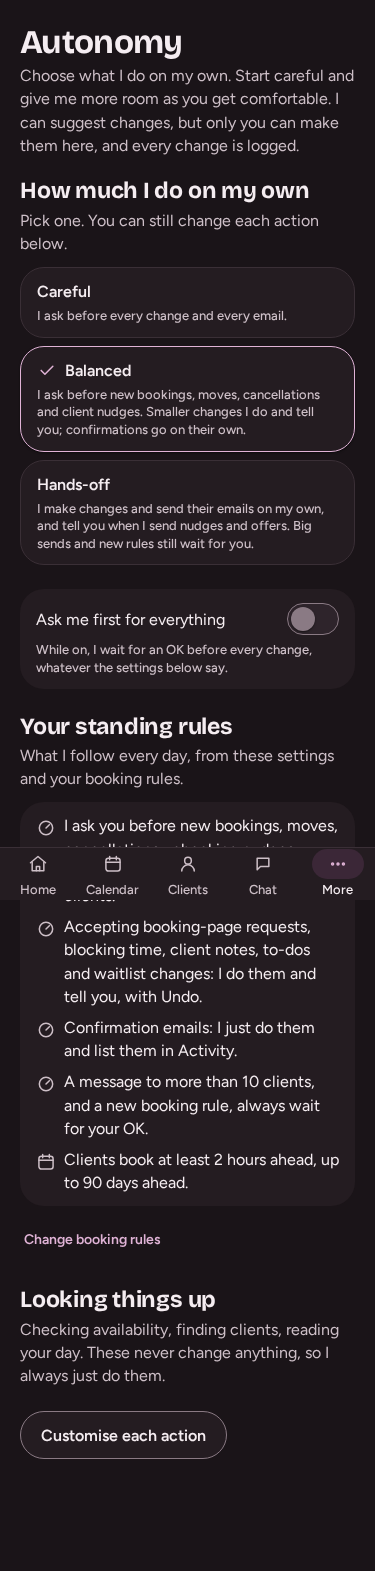 Autonomy
Choose what I do on my own. Start careful and
give me more room as you get comfortable. I
can suggest changes, but only you can make
them here, and every change is logged.
How much I do on my own
Pick one. You can still change each action
below.
Careful
I ask before every change and every email.
Balanced
I ask before new bookings, moves, cancellations
and client nudges. Smaller changes I do and tell
you; confirmations go on their own.
Hands-off
I make changes and send their emails on my own,
and tell you when I send nudges and offers. Big
sends and new rules still wait for you.
Ask me first for everything
While on, I wait for an OK before every change,
whatever the settings below say.
Your standing rules
What I follow every day, from these settings
and your booking rules.
I ask you before new bookings, moves,
Home
Calendar
Clients
Chat
More
clients.
Accepting booking-page requests,
blocking time, client notes, to-dos
and waitlist changes: I do them and
tell you, with Undo.
Confirmation emails: I just do them
and list them in Activity.
A message to more than 10 clients,
and a new booking rule, always wait
for your OK.
Clients book at least 2 hours ahead, up
to 90 days ahead.
Change booking rules
Looking things up
Checking availability, finding clients, reading
your day. These never change anything, so I
always just do them.
Customise each action